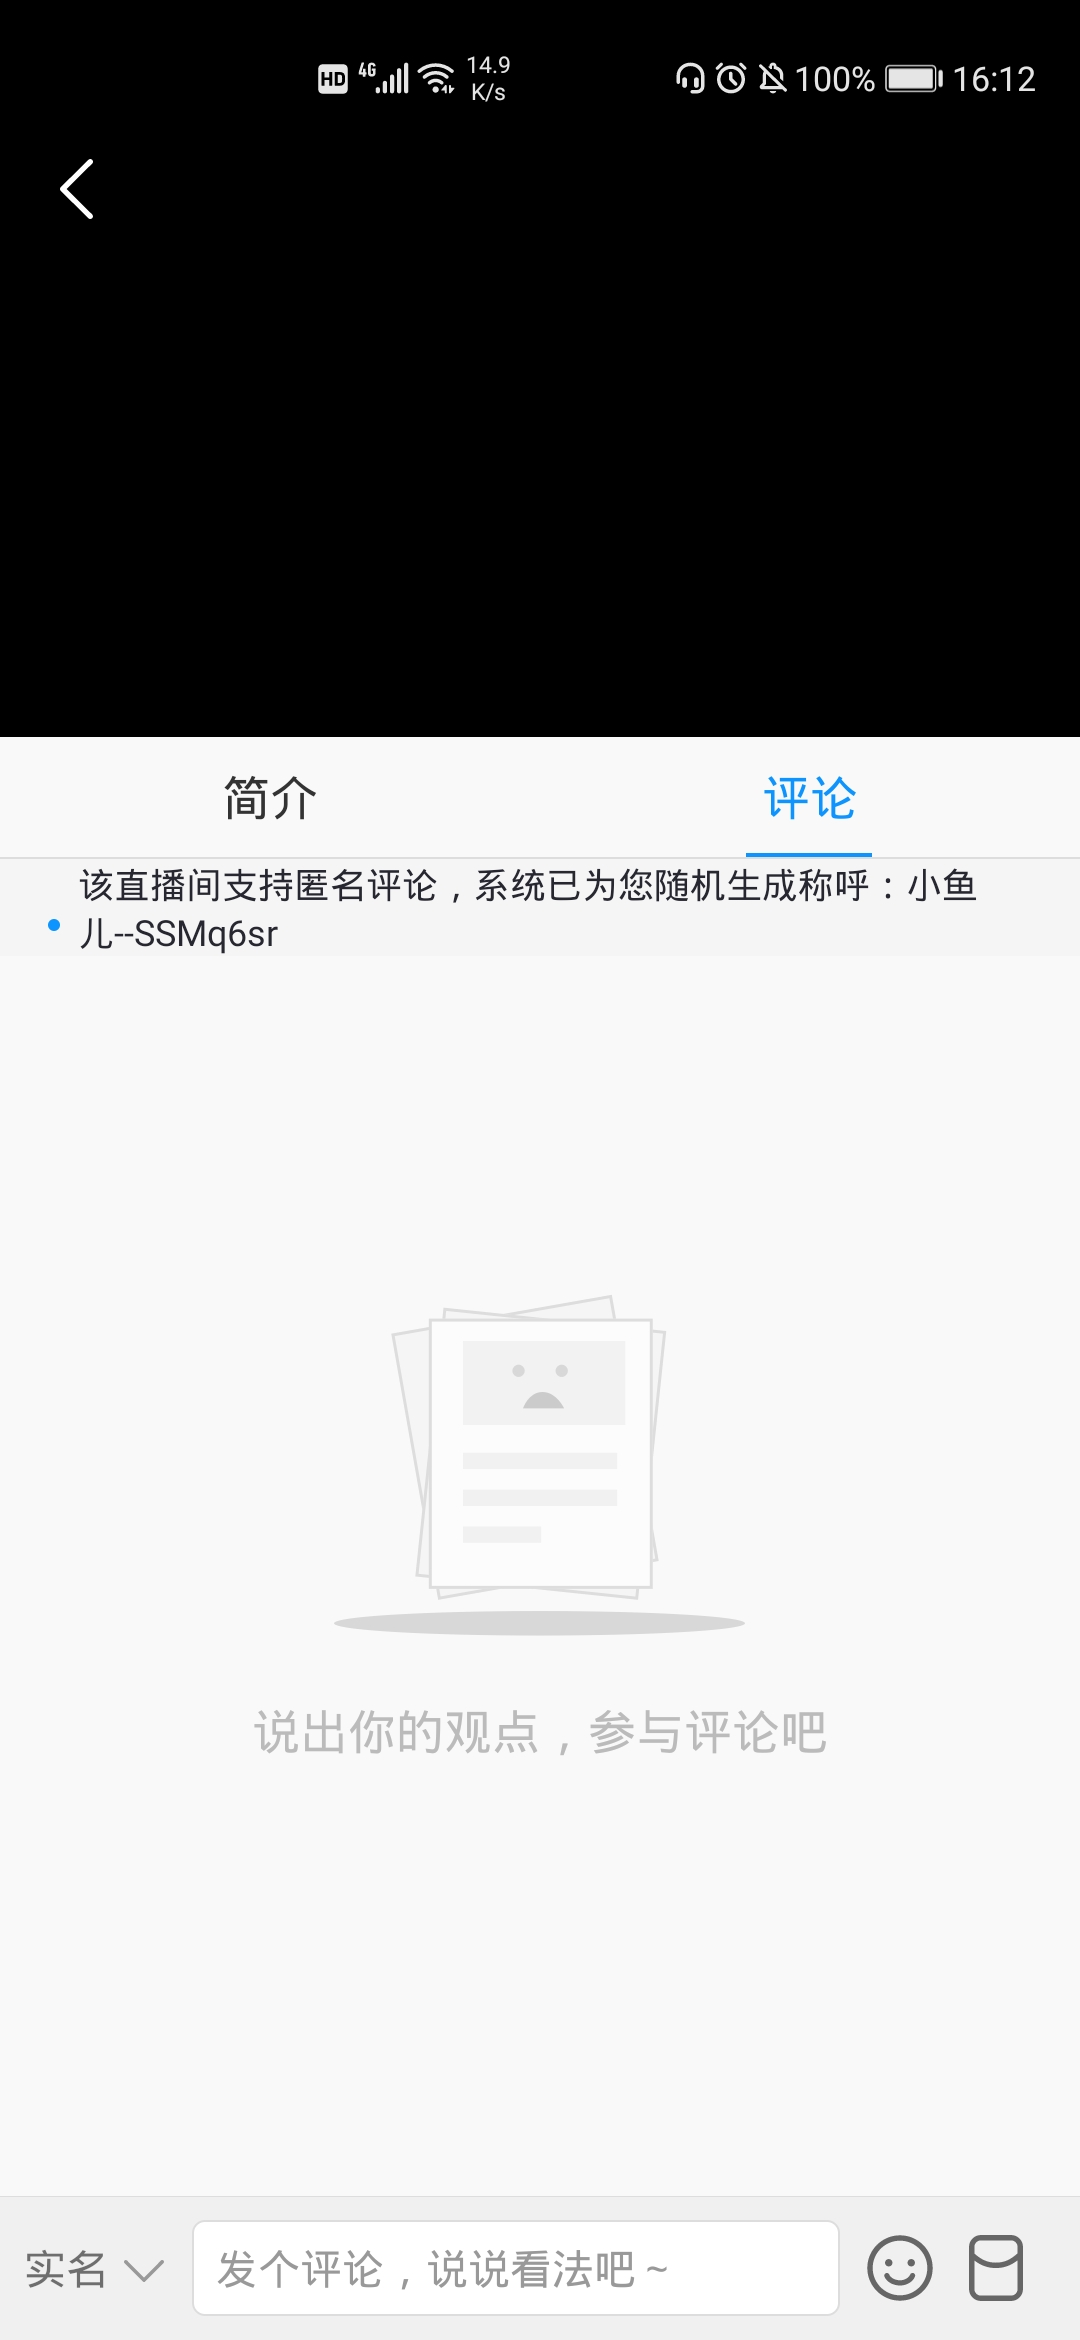 HD 4G 14.9 K/s 100% 16:12
简介 评论
该直播间支持匿名评论，系统已为您随机生成称呼：小鱼
儿--SSMq6sr
说出你的观点，参与评论吧
实名 发个评论，说说看法吧~